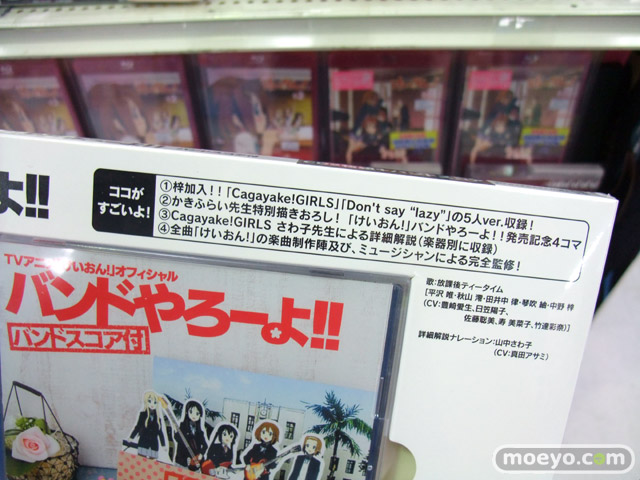 よ!!
ココが
すごいよ!
①梓加入!!「Cagayake!GIRLS」「Don't say "lazy"」の5人ver.収録!
②かきふらい先生特別描きおろし!「けいおん!」バンドやろーよ!!発売記念4コマ
③Cagayake!GIRLS さわ子先生による詳細解説(楽器別に収録)
④全曲「けいおん!」の楽曲制作陣及び、ミュージシャンによる完全監修!
TVアニメ「けいおん!」オフィシャル
バンドやろーよ!!
バンドスコア付
歌:放課後ティータイム
[平沢 唯・秋山 澪・田井中 律・琴吹 紬・中野 梓
(CV:豊崎愛生、日笠陽子、
佐藤聡美、寿 美菜子、竹達彩奈)]
詳細解説ナレーション:山中さわ子
(CV:真田アサミ)
moeyo.com